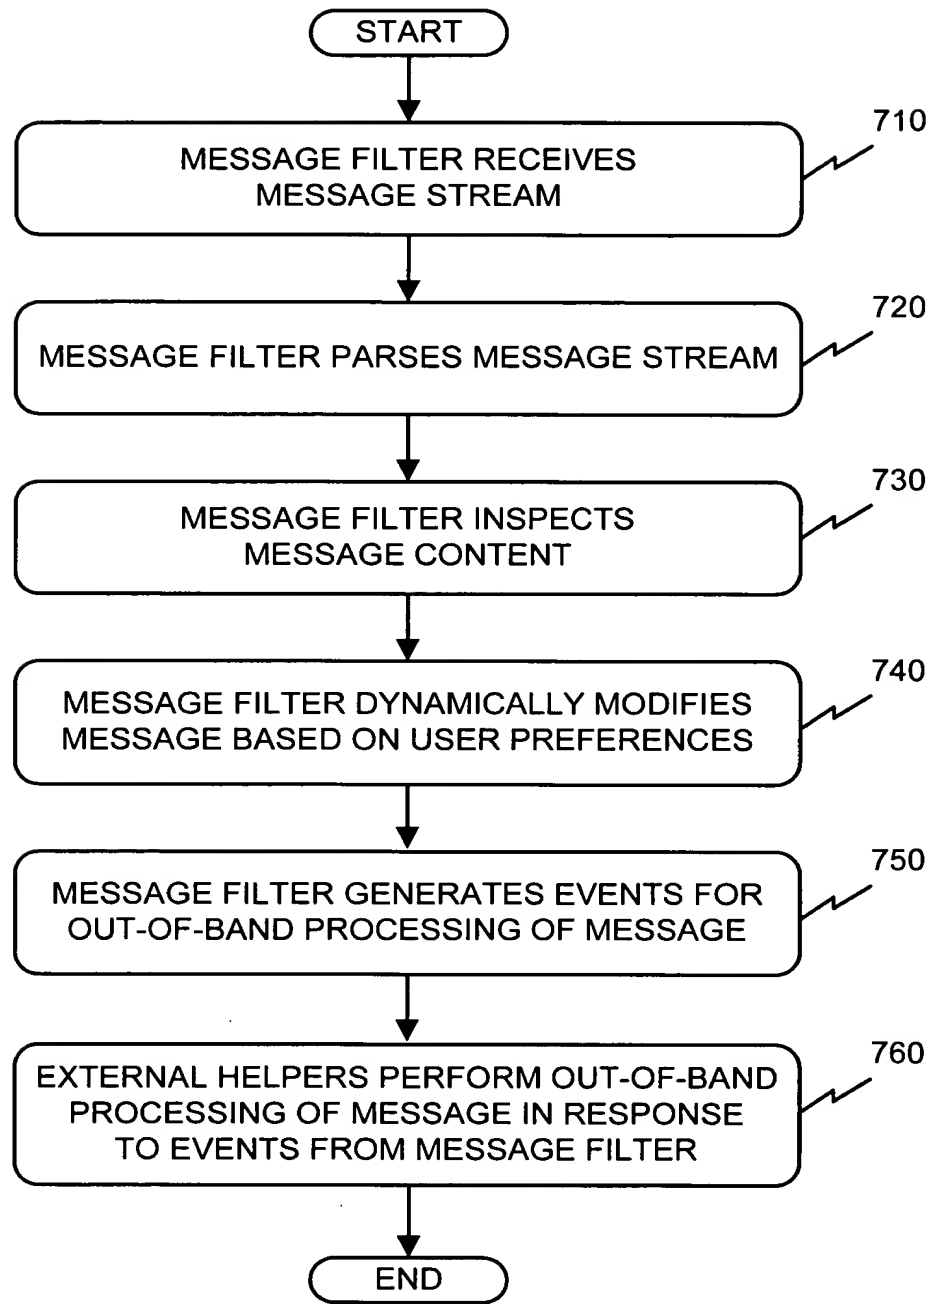 START
710
MESSAGE FILTER RECEIVES
MESSAGE STREAM
720
MESSAGE FILTER PARSES MESSAGE STREAM
730
MESSAGE FILTER INSPECTS
MESSAGE CONTENT
740
MESSAGE FILTER DYNAMICALLY MODIFIES
MESSAGE BASED ON USER PREFERENCES
750
MESSAGE FILTER GENERATES EVENTS FOR
OUT-OF-BAND PROCESSING OF MESSAGE
760
EXTERNAL HELPERS PERFORM OUT-OF-BAND
PROCESSING OF MESSAGE IN RESPONSE
TO EVENTS FROM MESSAGE FILTER
END